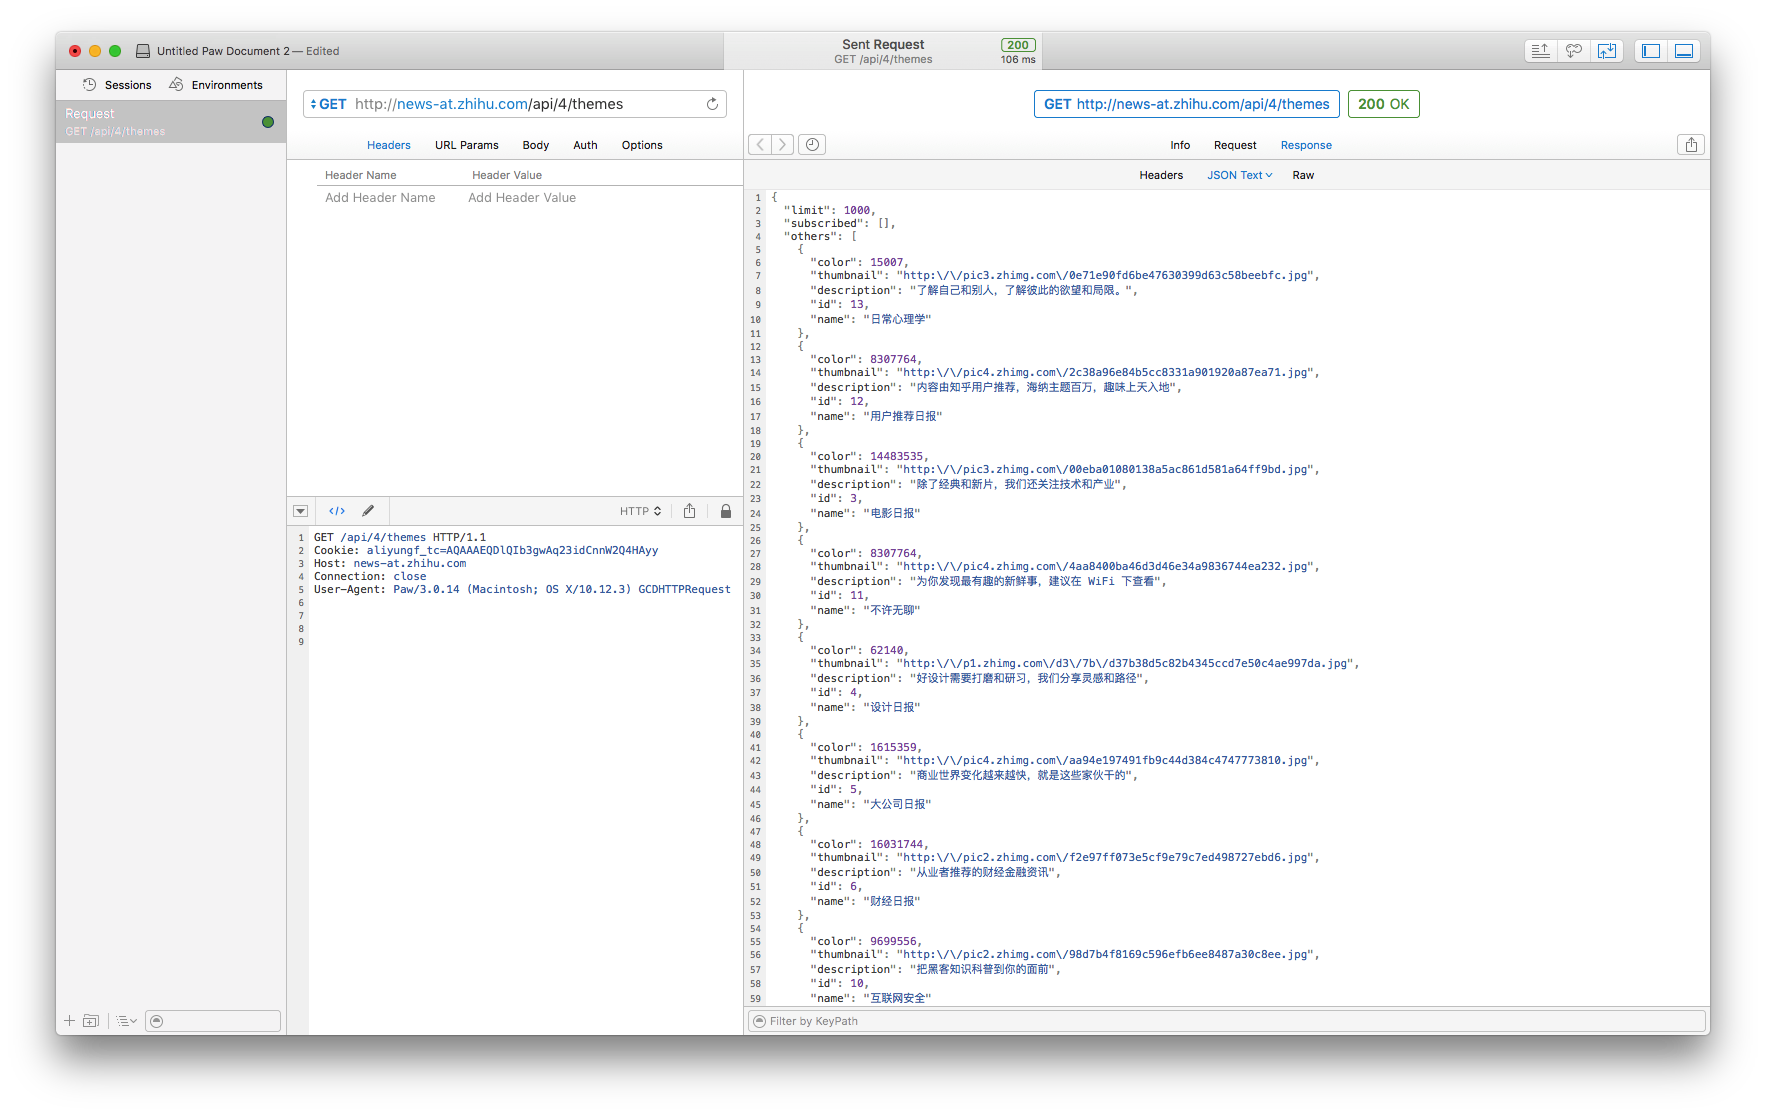 Untitled Paw Document 2 — Edited
Sent Request
GET /api/4/themes
200
106 ms
Sessions
Environments
Request
GET /api/4/themes
GET http://news-at.zhihu.com/api/4/themes
Headers
URL Params
Body
Auth
Options
Header Name
Header Value
Add Header Name
Add Header Value
HTTP
1 GET /api/4/themes HTTP/1.1
2 Cookie: aliyungf_tc=AQAAAEQDlQIb3gwAq23idCnnW2Q4HAyy
3 Host: news-at.zhihu.com
4 Connection: close
5 User-Agent: Paw/3.0.14 (Macintosh; OS X/10.12.3) GCDHTTPRequest
6
7
8
9
GET http://news-at.zhihu.com/api/4/themes
200 OK
Info
Request
Response
Headers
JSON Text
Raw
1 {
2 "limit": 1000,
3 "subscribed": [],
4 "others": [
5 {
6 "color": 15007,
7 "thumbnail": "http:\/\/pic3.zhimg.com\/0e71e90fd6be47630399d63c58beebfc.jpg",
8 "description": "了解自己和别人，了解彼此的欲望和局限。",
9 "id": 13,
10 "name": "日常心理学"
11 },
12 {
13 "color": 8307764,
14 "thumbnail": "http:\/\/pic4.zhimg.com\/2c38a96e84b5cc8331a901920a87ea71.jpg",
15 "description": "内容由知乎用户推荐，海纳主题百万，趣味上天入地",
16 "id": 12,
17 "name": "用户推荐日报"
18 },
19 {
20 "color": 14483535,
21 "thumbnail": "http:\/\/pic3.zhimg.com\/00eba01080138a5ac861d581a64ff9bd.jpg",
22 "description": "除了经典和新片，我们还关注技术和产业",
23 "id": 3,
24 "name": "电影日报"
25 },
26 {
27 "color": 8307764,
28 "thumbnail": "http:\/\/pic4.zhimg.com\/4aa8400ba46d3d46e34a9836744ea232.jpg",
29 "description": "为你发现最有趣的新鲜事，建议在 WiFi 下查看",
30 "id": 11,
31 "name": "不许无聊"
32 },
33 {
34 "color": 62140,
35 "thumbnail": "http:\/\/p1.zhimg.com\/d3\/7b\/d37b38d5c82b4345ccd7e50c4ae997da.jpg",
36 "description": "好设计需要打磨和研习，我们分享灵感和路径",
37 "id": 4,
38 "name": "设计日报"
39 },
40 {
41 "color": 1615359,
42 "thumbnail": "http:\/\/pic4.zhimg.com\/aa94e197491fb9c44d384c4747773810.jpg",
43 "description": "商业世界变化越来越快，就是这些家伙干的",
44 "id": 5,
45 "name": "大公司日报"
46 },
47 {
48 "color": 16031744,
49 "thumbnail": "http:\/\/pic2.zhimg.com\/f2e97ff073e5cf9e79c7ed498727ebd6.jpg",
50 "description": "从业者推荐的财经金融资讯",
51 "id": 6,
52 "name": "财经日报"
53 },
54 {
55 "color": 9699556,
56 "thumbnail": "http:\/\/pic2.zhimg.com\/98d7b4f8169c596efb6ee8487a30c8ee.jpg",
57 "description": "把黑客知识科普到你的面前",
58 "id": 10,
59 "name": "互联网安全"
Filter by KeyPath